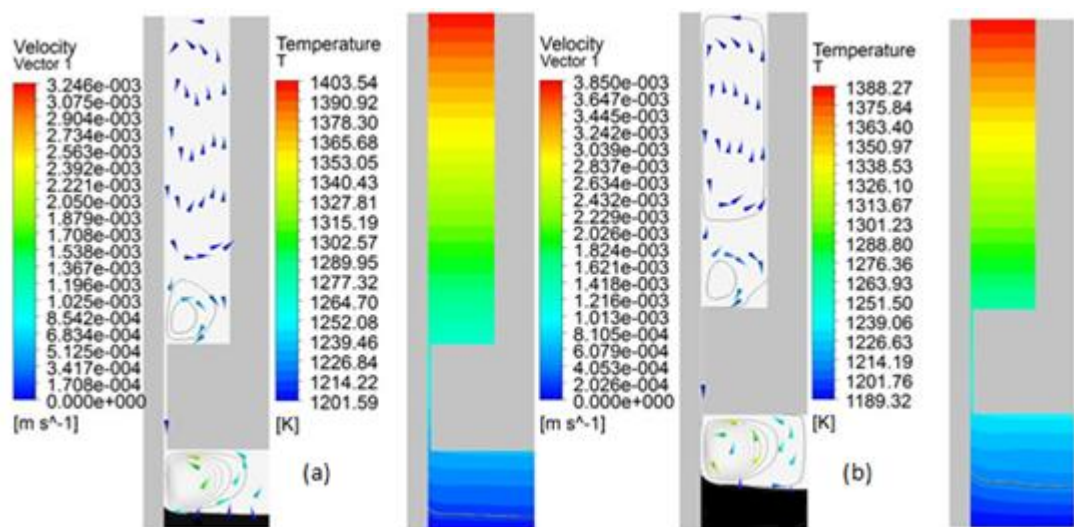 Velocity
Vector 1
3.246e-003
3.075e-003
2.904e-003
2.734e-003
2.563e-003
2.392e-003
2.221e-003
2.050e-003
1.879e-003
1.708e-003
1.538e-003
1.367e-003
1.196e-003
1.025e-003
8.542e-004
6.834e-004
5.125e-004
3.417e-004
1.708e-004
0.000e+000
[m s^-1]
Temperature
T
1403.54
1390.92
1378.30
1365.68
1353.05
1340.43
1327.81
1315.19
1302.57
1289.95
1277.32
1264.70
1252.08
1239.46
1226.84
1214.22
1201.59
[K]
(a)
Velocity
Vector 1
3.850e-003
3.647e-003
3.445e-003
3.242e-003
3.039e-003
2.837e-003
2.634e-003
2.432e-003
2.229e-003
2.026e-003
1.824e-003
1.621e-003
1.418e-003
1.216e-003
1.013e-003
8.105e-004
6.079e-004
4.053e-004
2.026e-004
0.000e+000
[m s^-1]
Temperature
T
1388.27
1375.84
1363.40
1350.97
1338.53
1326.10
1313.67
1301.23
1288.80
1276.36
1263.93
1251.50
1239.06
1226.63
1214.19
1201.76
1189.32
[K]
(b)